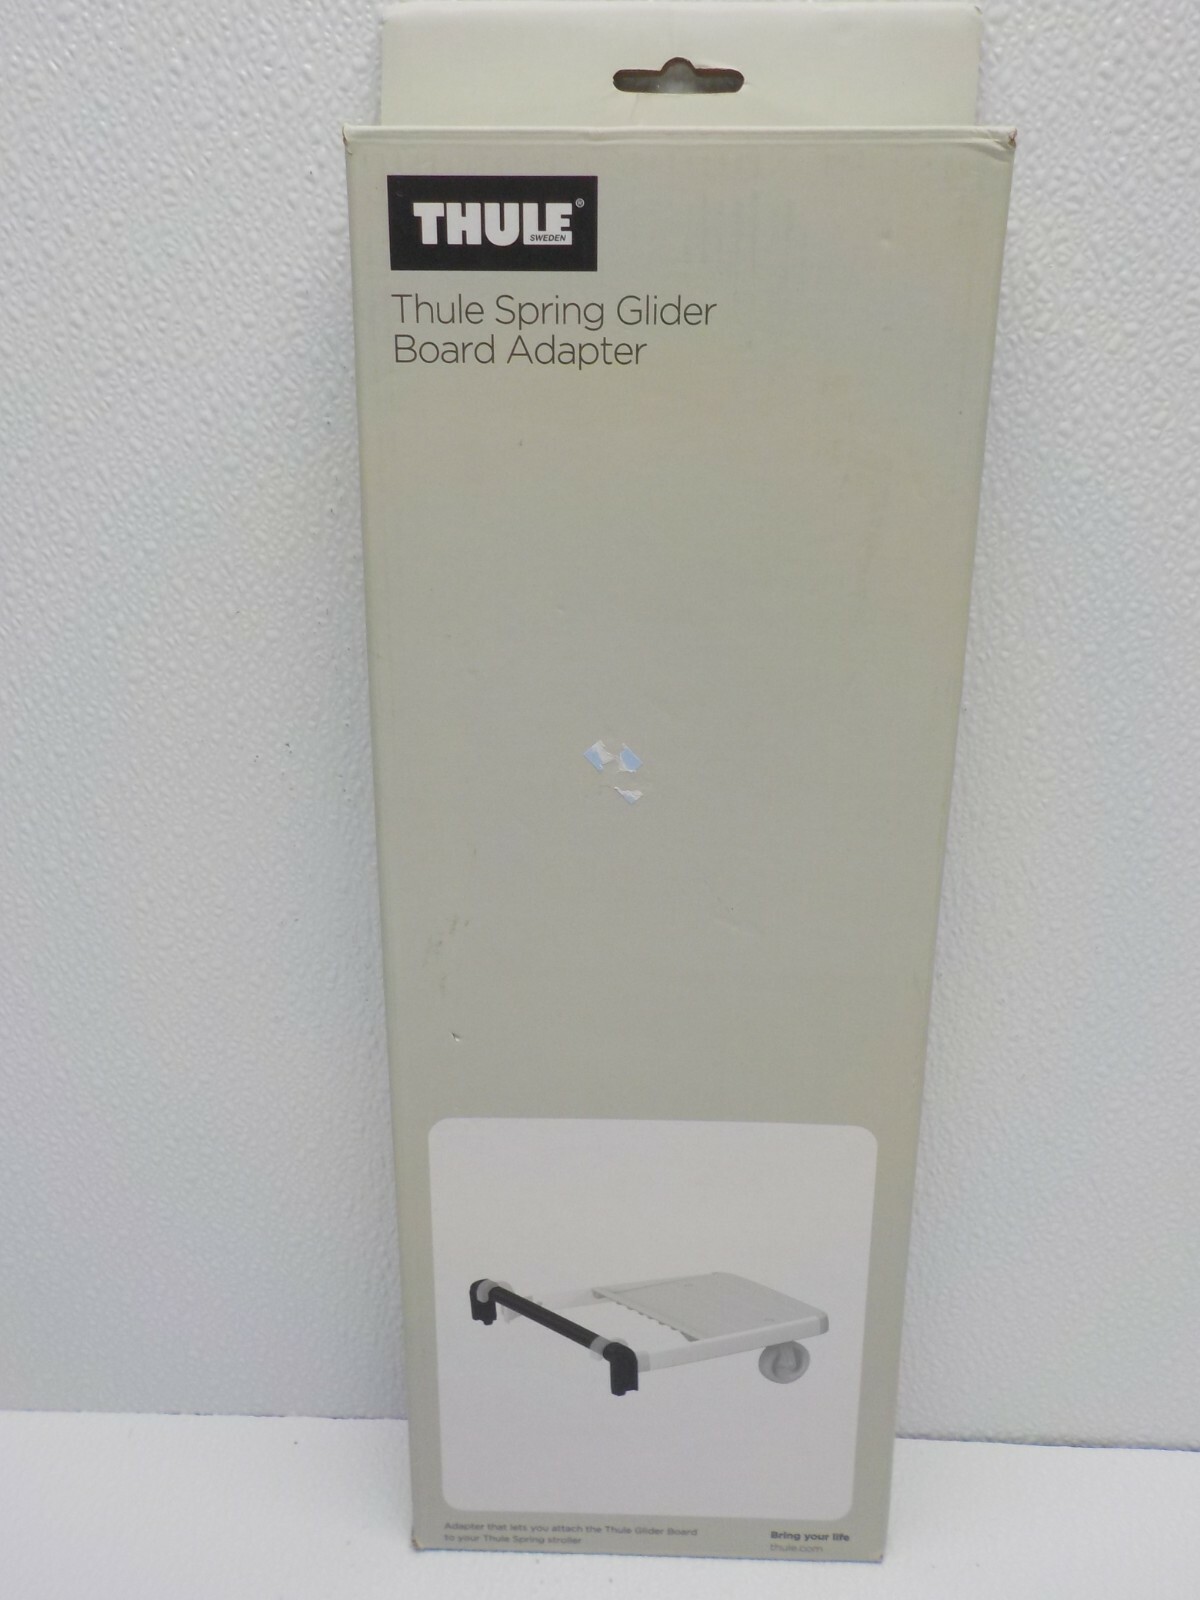 THULE®
SWEDEN
Thule Spring Glider
Board Adapter
Adapter that lets you attach the Thule Glider Board
to your Thule Spring stroller
Bring your life
thule.com